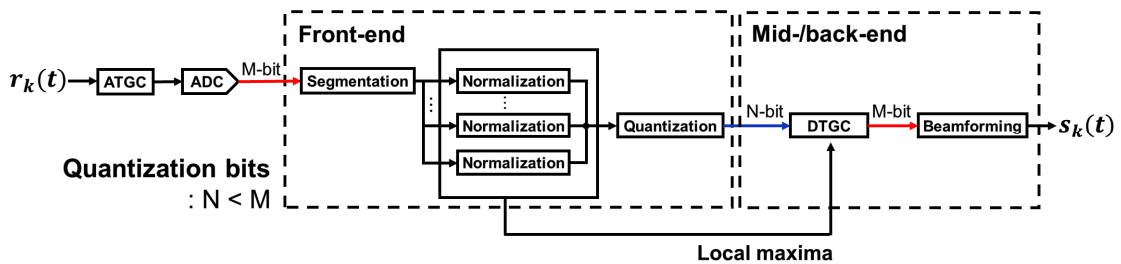 Front-end
Mid-/back-end
r_k(t)
ATGC
ADC
M-bit
Segmentation
Normalization
⋮
...
Normalization
Normalization
Quantization
N-bit
DTGC
M-bit
Beamforming
s_k(t)
Quantization bits
: N < M
Local maxima